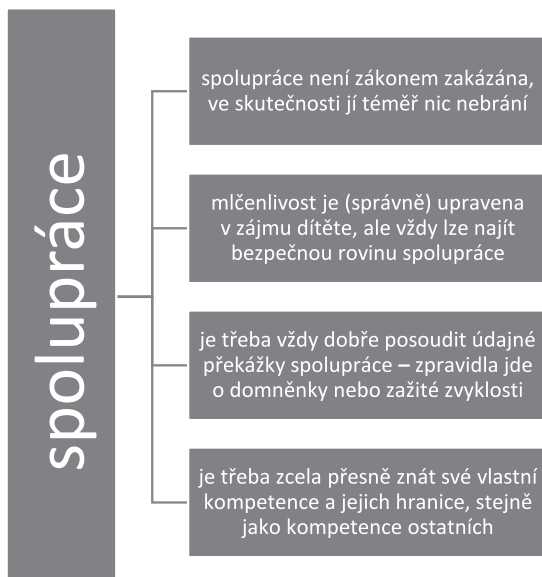 spolupráce
spolupráce není zákonem zakázána,
ve skutečnosti jí téměř nic nebrání
mlčenlivost je (správně) upravena
v zájmu dítěte, ale vždy lze najít
bezpečnou rovinu spolupráce
je třeba vždy dobře posoudit údajné
překážky spolupráce – zpravidla jde
o domněnky nebo zažité zvyklosti
je třeba zcela přesně znát své vlastní
kompetence a jejich hranice, stejně
jako kompetence ostatních